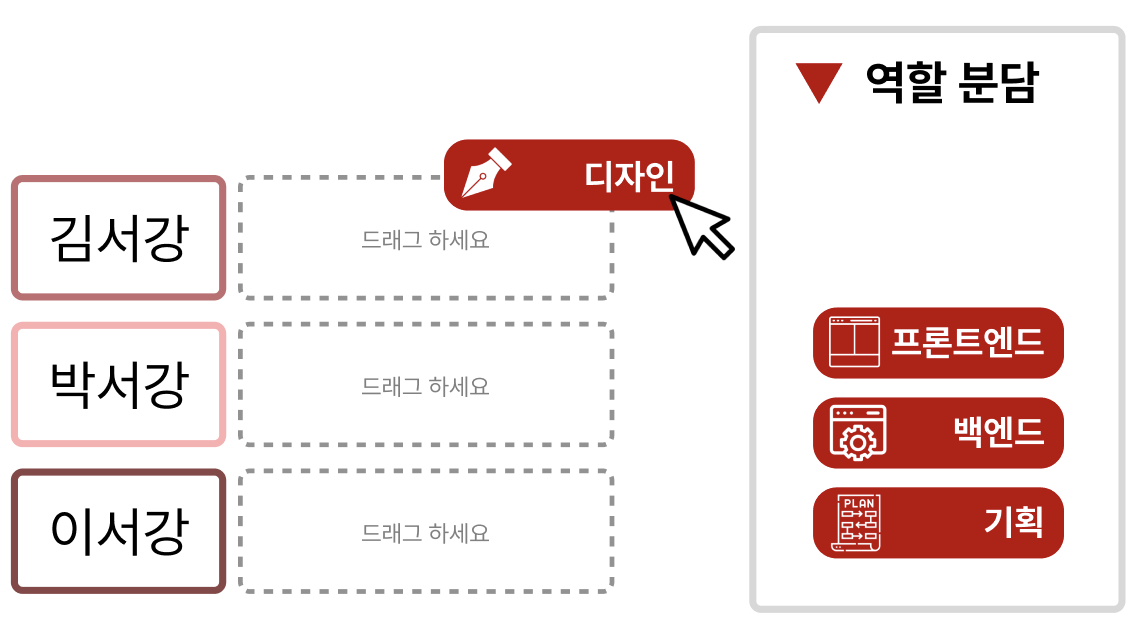 역할 분담
디자인
김서강
드래그 하세요
박서강
드래그 하세요
이서강
드래그 하세요
프론트엔드
백엔드
PLAN
기획